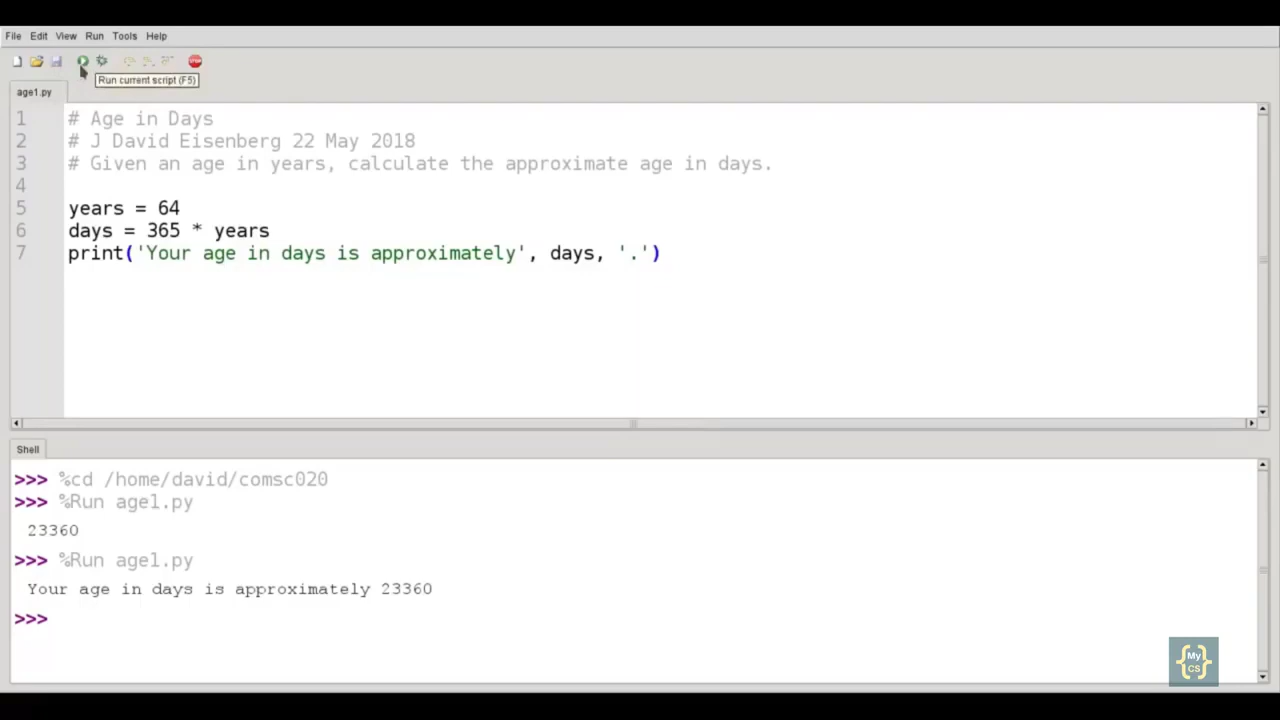 File Edit View Run Tools Help
STOP
Run current script (F5)
age1.py
1 # Age in Days
2 # J David Eisenberg 22 May 2018
3 # Given an age in years, calculate the approximate age in days.
4
5 years = 64
6 days = 365 * years
7 print('Your age in days is approximately', days, '.')
Shell
>>> %cd /home/david/comsc020
>>> %Run age1.py
23360
>>> %Run age1.py
Your age in days is approximately 23360
>>>
{My CS}